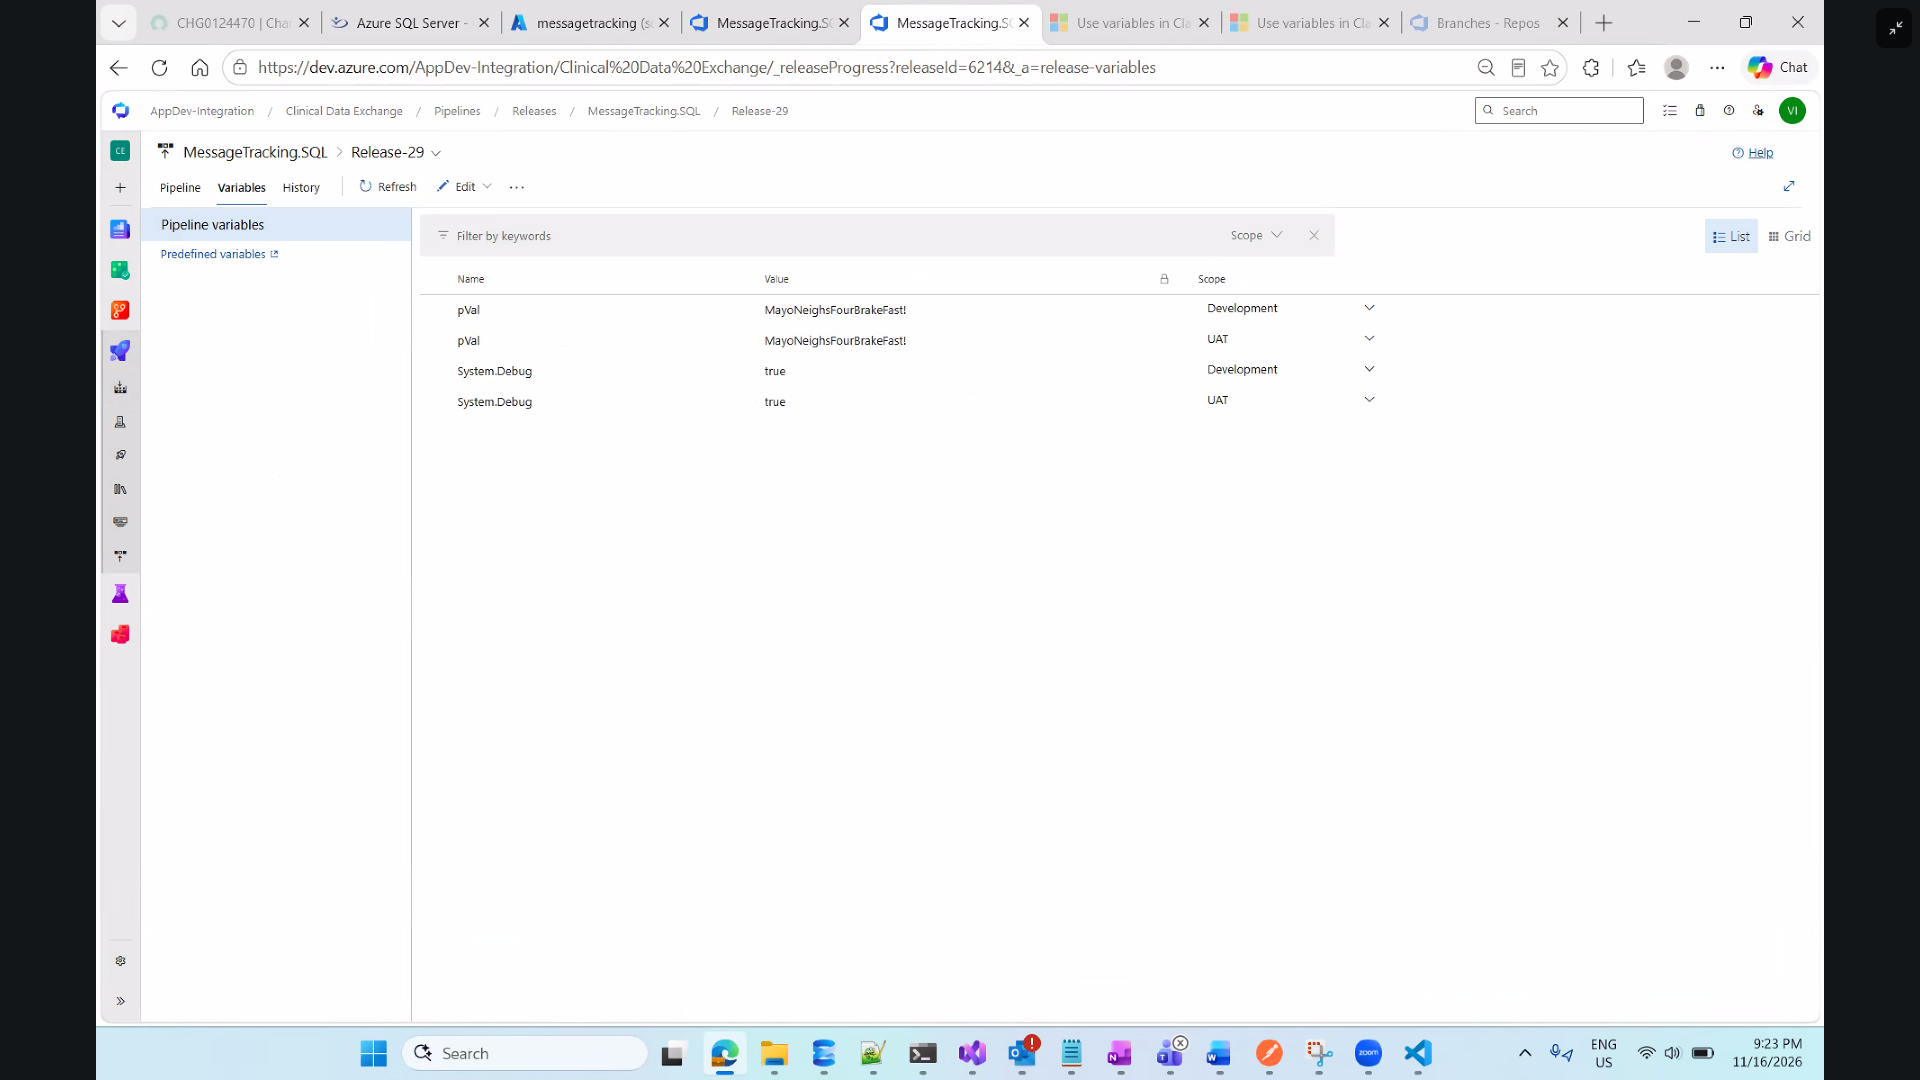 CHG0124470 | Cha
Azure SQL Server -
messagetracking (s
MessageTracking.S
MessageTracking.S
Use variables in Cla
Use variables in Cla
Branches - Repos
https://dev.azure.com/AppDev-Integration/Clinical%20Data%20Exchange/_releaseProgress?releaseId=6214&_a=release-variables
Chat
AppDev-Integration / Clinical Data Exchange / Pipelines / Releases / MessageTracking.SQL / Release-29
Search
VI
CE
MessageTracking.SQL > Release-29
Help
Pipeline Variables History Refresh Edit ...
Pipeline variables
Predefined variables
Filter by keywords
Scope
List
Grid
Name Value Scope
pVal MayoNeighsFourBrakeFast! Development
pVal MayoNeighsFourBrakeFast! UAT
System.Debug true Development
System.Debug true UAT
Search
zoom
ENG
US
9:23 PM
11/16/2026